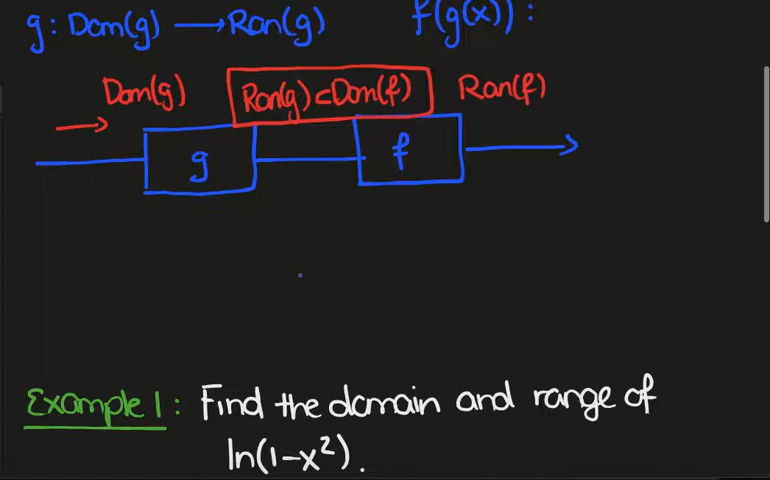 g: Dom(g) ⟶ Ran(g) f(g(x)):
Dom(g) Ran(g)⊂Dom(f) Ran(f)
g f
Example 1: Find the domain and range of
ln(1-x²).